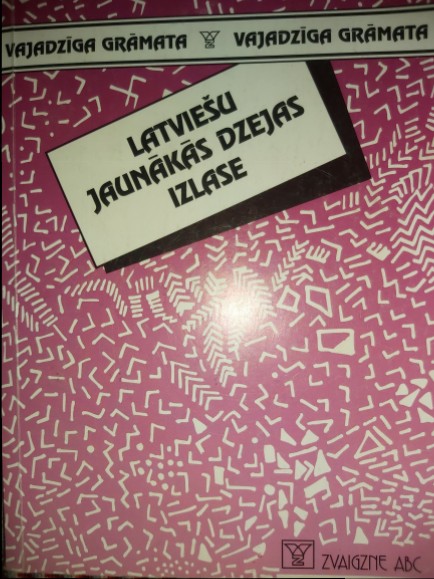 VAJADZĪGA GRĀMATA VAJADZĪGA GRĀMATA
LATVIEŠU
JAUNĀKĀS DZEJAS
IZLASE
ZVAIGZNE ABC